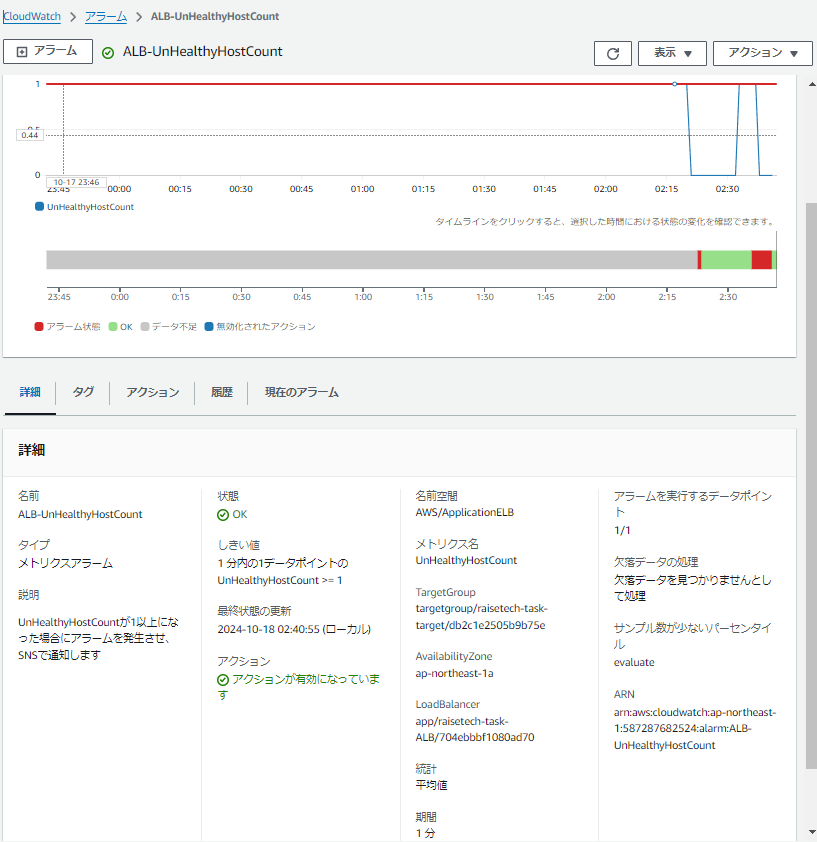 CloudWatch > アラーム > ALB-UnHealthyHostCount
アラーム
ALB-UnHealthyHostCount
表示 ▼
アクション ▼
1
0.5
0.44
0
10-17 23:46
23:45 00:00 00:15 00:30 00:45 01:00 01:15 01:30 01:45 02:00 02:15 02:30
UnHealthyHostCount
タイムラインをクリックすると、選択した時間における状態の変化を確認できます。
23:45 0:00 0:15 0:30 0:45 1:00 1:15 1:30 1:45 2:00 2:15 2:30
アラーム状態 OK データ不足 無効化されたアクション
詳細 タグ アクション 履歴 現在のアラーム
詳細
名前
ALB-UnHealthyHostCount
タイプ
メトリクスアラーム
説明
UnHealthyHostCountが1以上にな
った場合にアラームを発生させ、
SNSで通知します
状態
OK
しきい値
1 分内の1データポイントの
UnHealthyHostCount >= 1
最終状態の更新
2024-10-18 02:40:55 (ローカル)
アクション
アクションが有効になっていま
す
名前空間
AWS/ApplicationELB
メトリクス名
UnHealthyHostCount
TargetGroup
targetgroup/raisetech-task-
target/db2c1e2505b9b75e
AvailabilityZone
ap-northeast-1a
LoadBalancer
app/raisetech-task-
ALB/704ebbbf1080ad70
統計
平均値
期間
1 分
アラームを実行するデータポイン
ト
1/1
欠落データの処理
欠落データを見つかりませんとし
て処理
サンプル数が少ないパーセンタイ
ル
evaluate
ARN
arn:aws:cloudwatch:ap-northeast-
1:587287682524:alarm:ALB-
UnHealthyHostCount